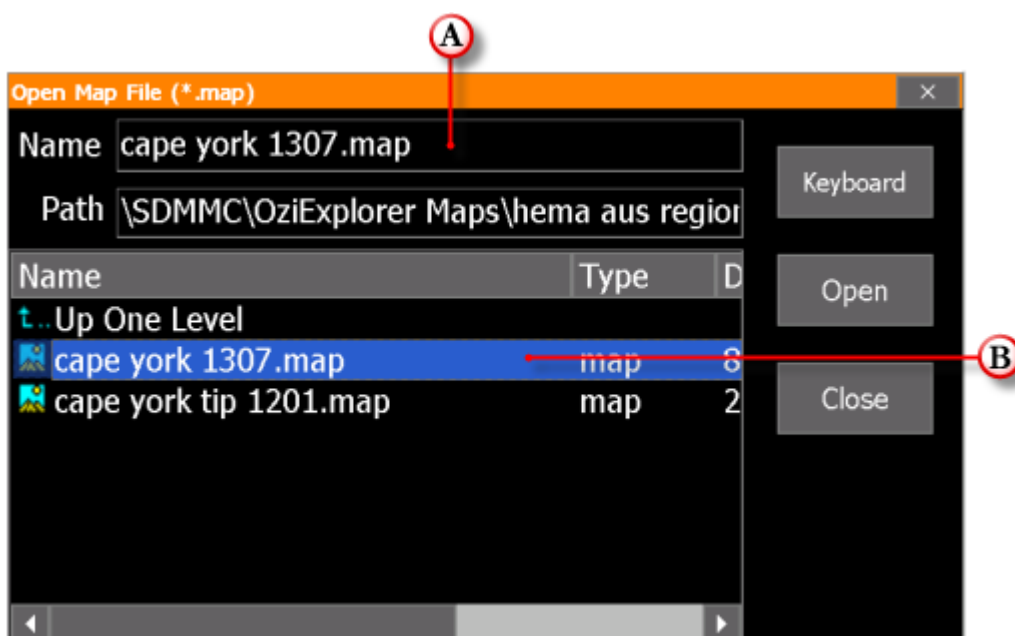 A
Open Map File (*.map)
Name cape york 1307.map
Keyboard
Path \SDMMC\OziExplorer Maps\hema aus region
Name Type D
Open
t..Up One Level
cape york 1307.map map 8
B
cape york tip 1201.map map 2
Close